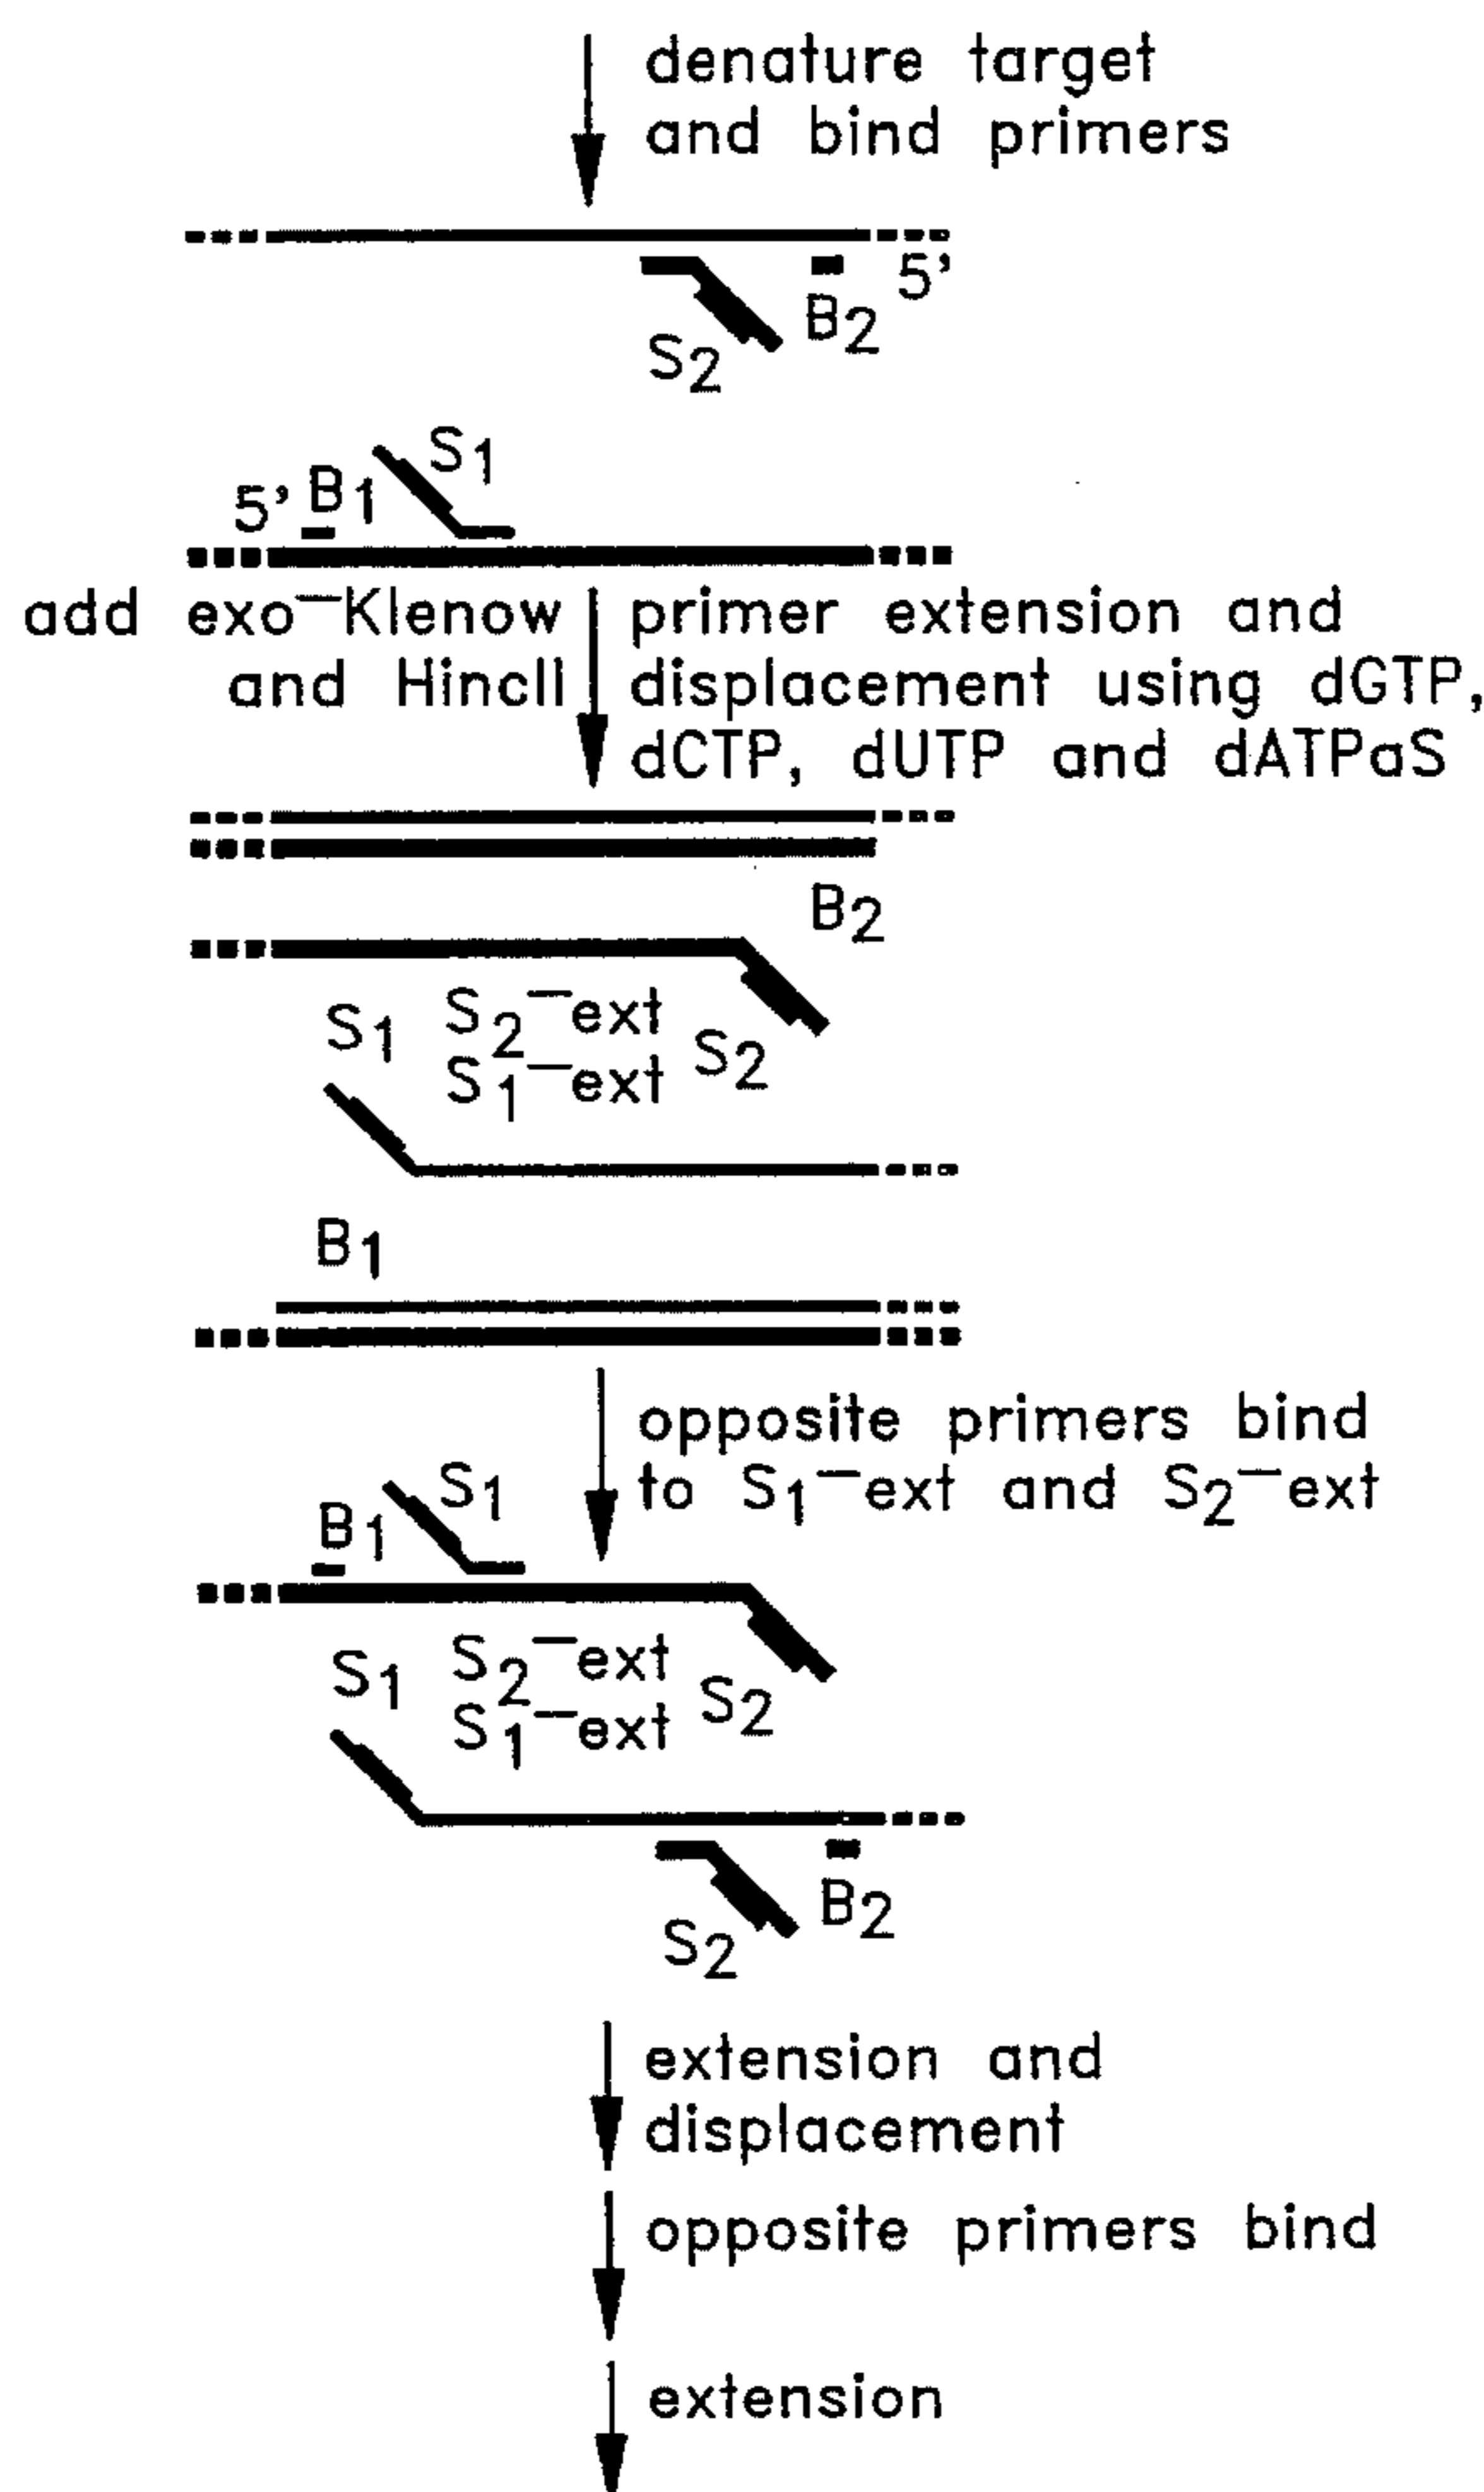 denature target
and bind primers
5'
B2
S2
S1
5' B1
add exo-Klenow
and HincII
primer extension and
displacement using dGTP,
dCTP, dUTP and dATPaS
B2
S1 S2-ext
S1-ext S2
B1
opposite primers bind
to S1-ext and S2-ext
S1
B1
S1 S2-ext
S1-ext S2
S2 B2
extension and
displacement
opposite primers bind
extension